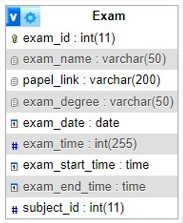 v Exam
exam_id : int(11)
exam_name : varchar(50)
papel_link : varchar(200)
exam_degree : varchar(50)
exam_date : date
# exam_time : int(255)
exam_start_time : time
exam_end_time : time
# subject_id : int(11)